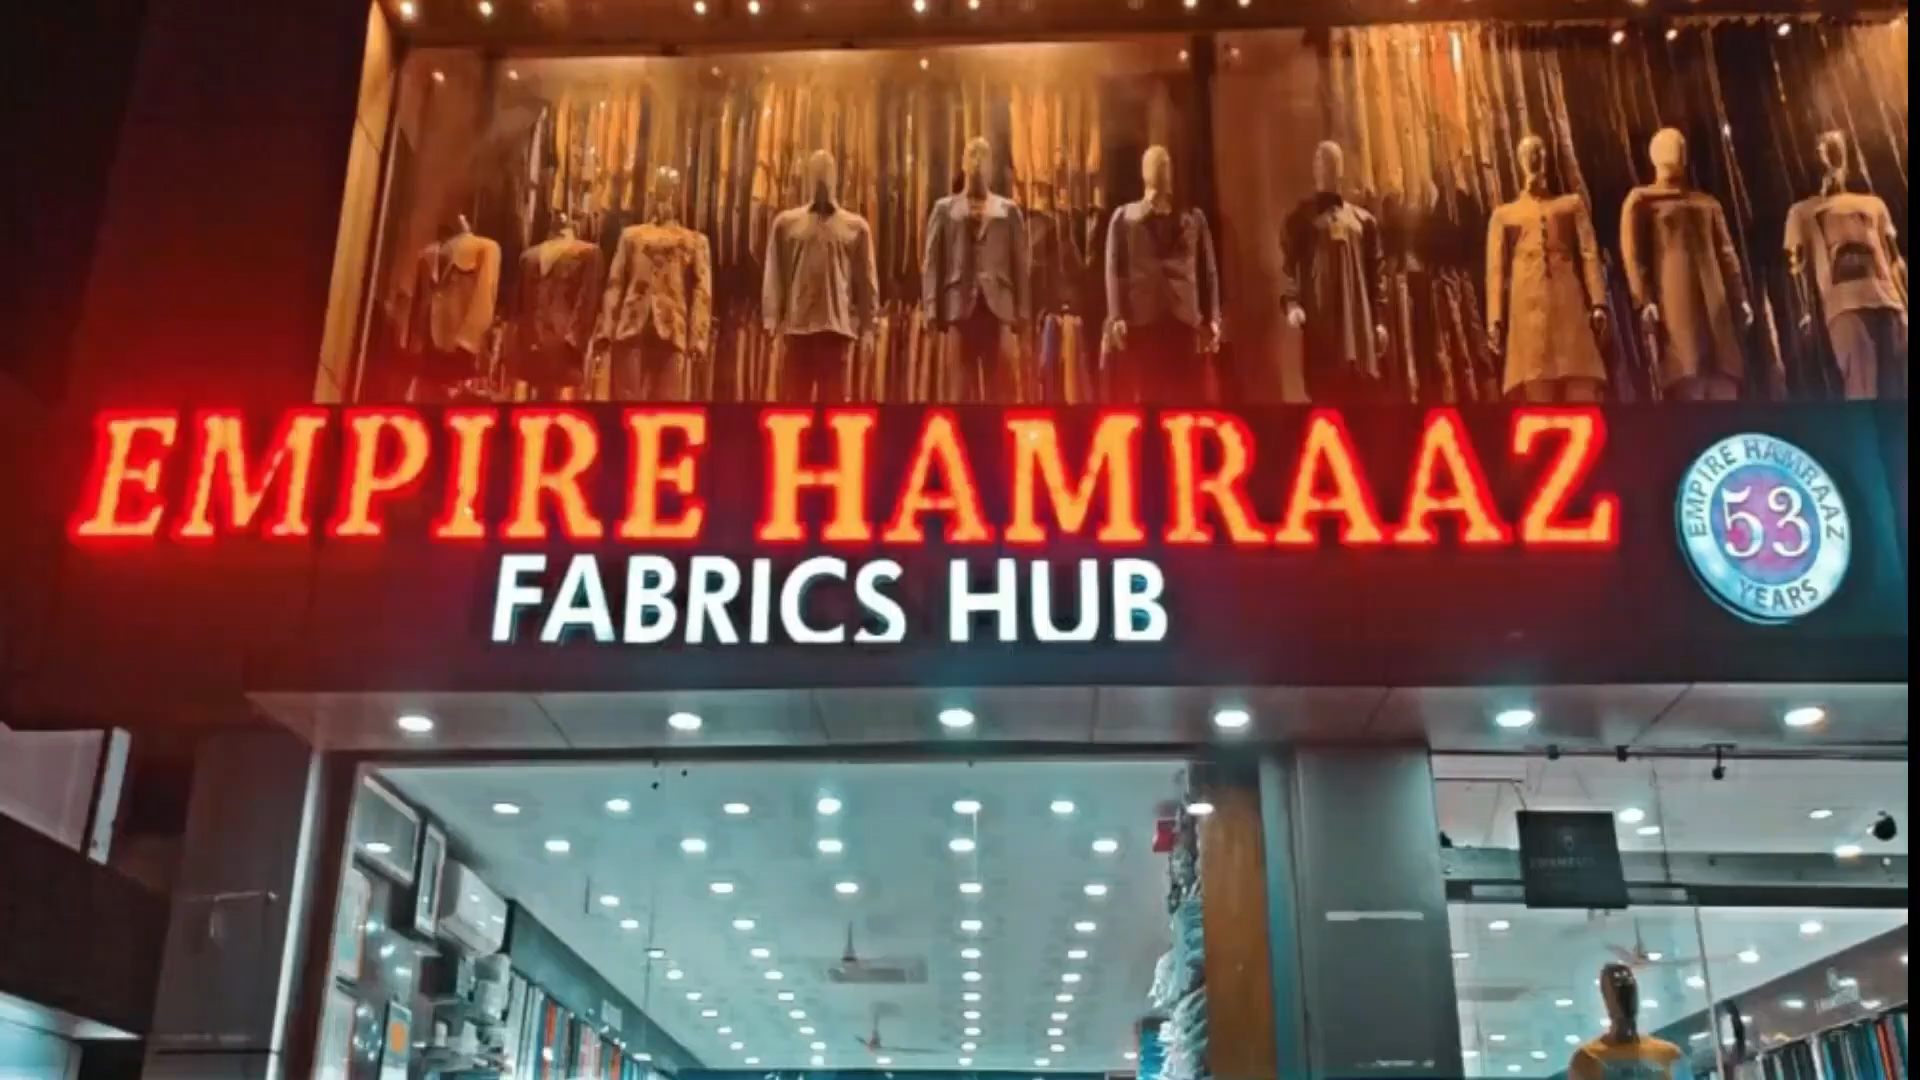 EMPIRE HAMRAAZ
FABRICS HUB
EMPIRE HAMRAAZ
53
YEARS